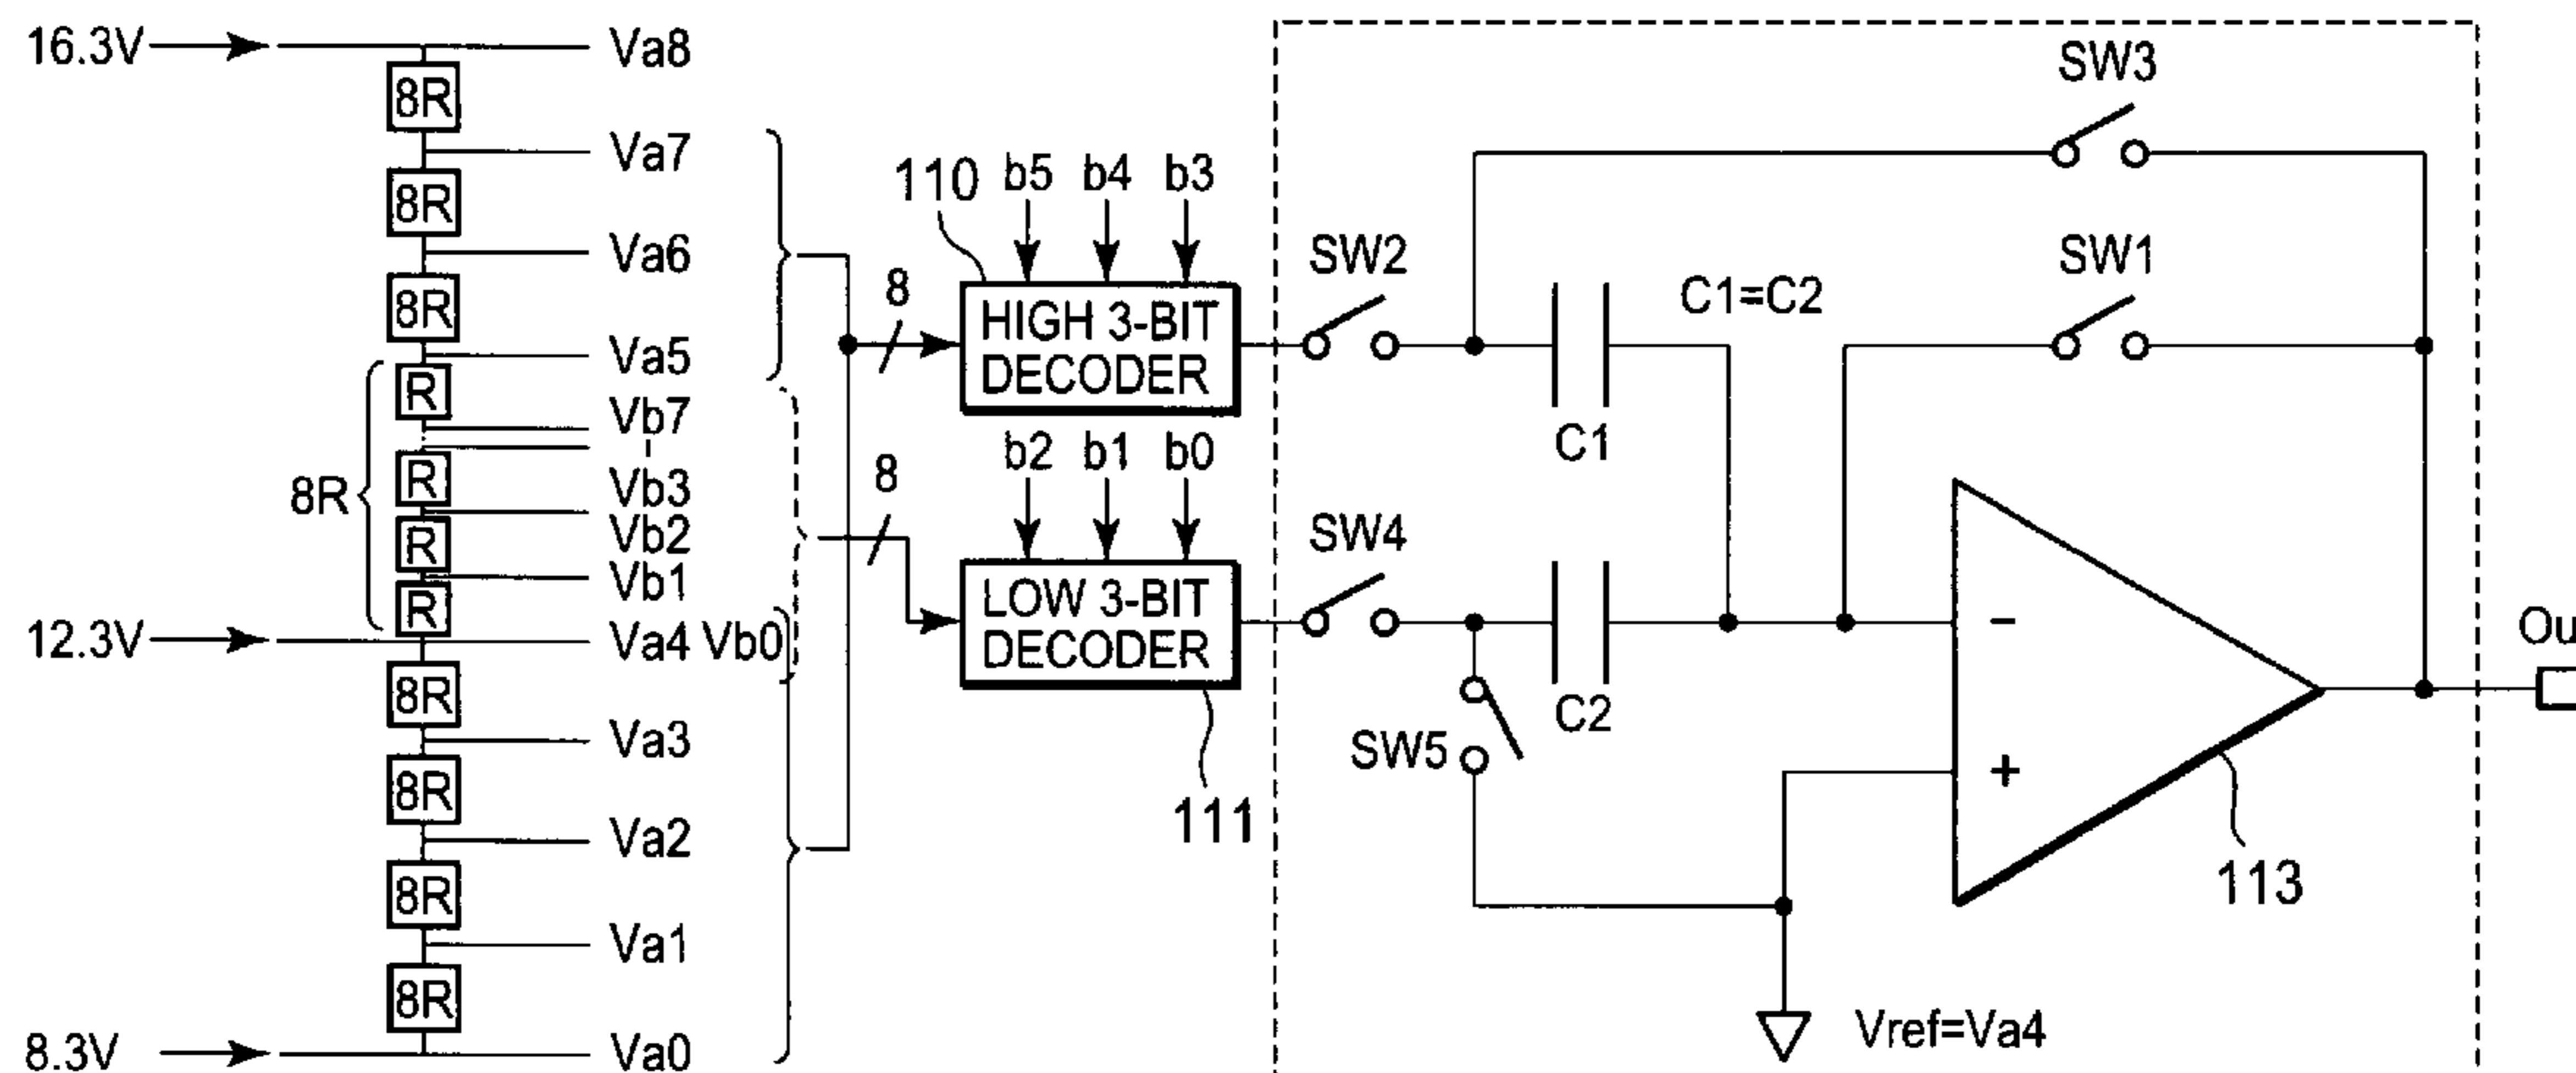 16.3V
Va8
8R
Va7
8R
Va6
8R
Va5
R
Vb7
R
Vb3
8R
R
Vb2
Vb1
R
12.3V
Va4 Vb0
8R
Va3
8R
Va2
8R
Va1
8R
8.3V
Va0
8
8
110
b5 b4 b3
HIGH 3-BIT
DECODER
b2 b1 b0
LOW 3-BIT
DECODER
111
SW2
SW4
SW5
SW3
SW1
C1=C2
C1
C2
-
+
113
Vref=Va4
Ou